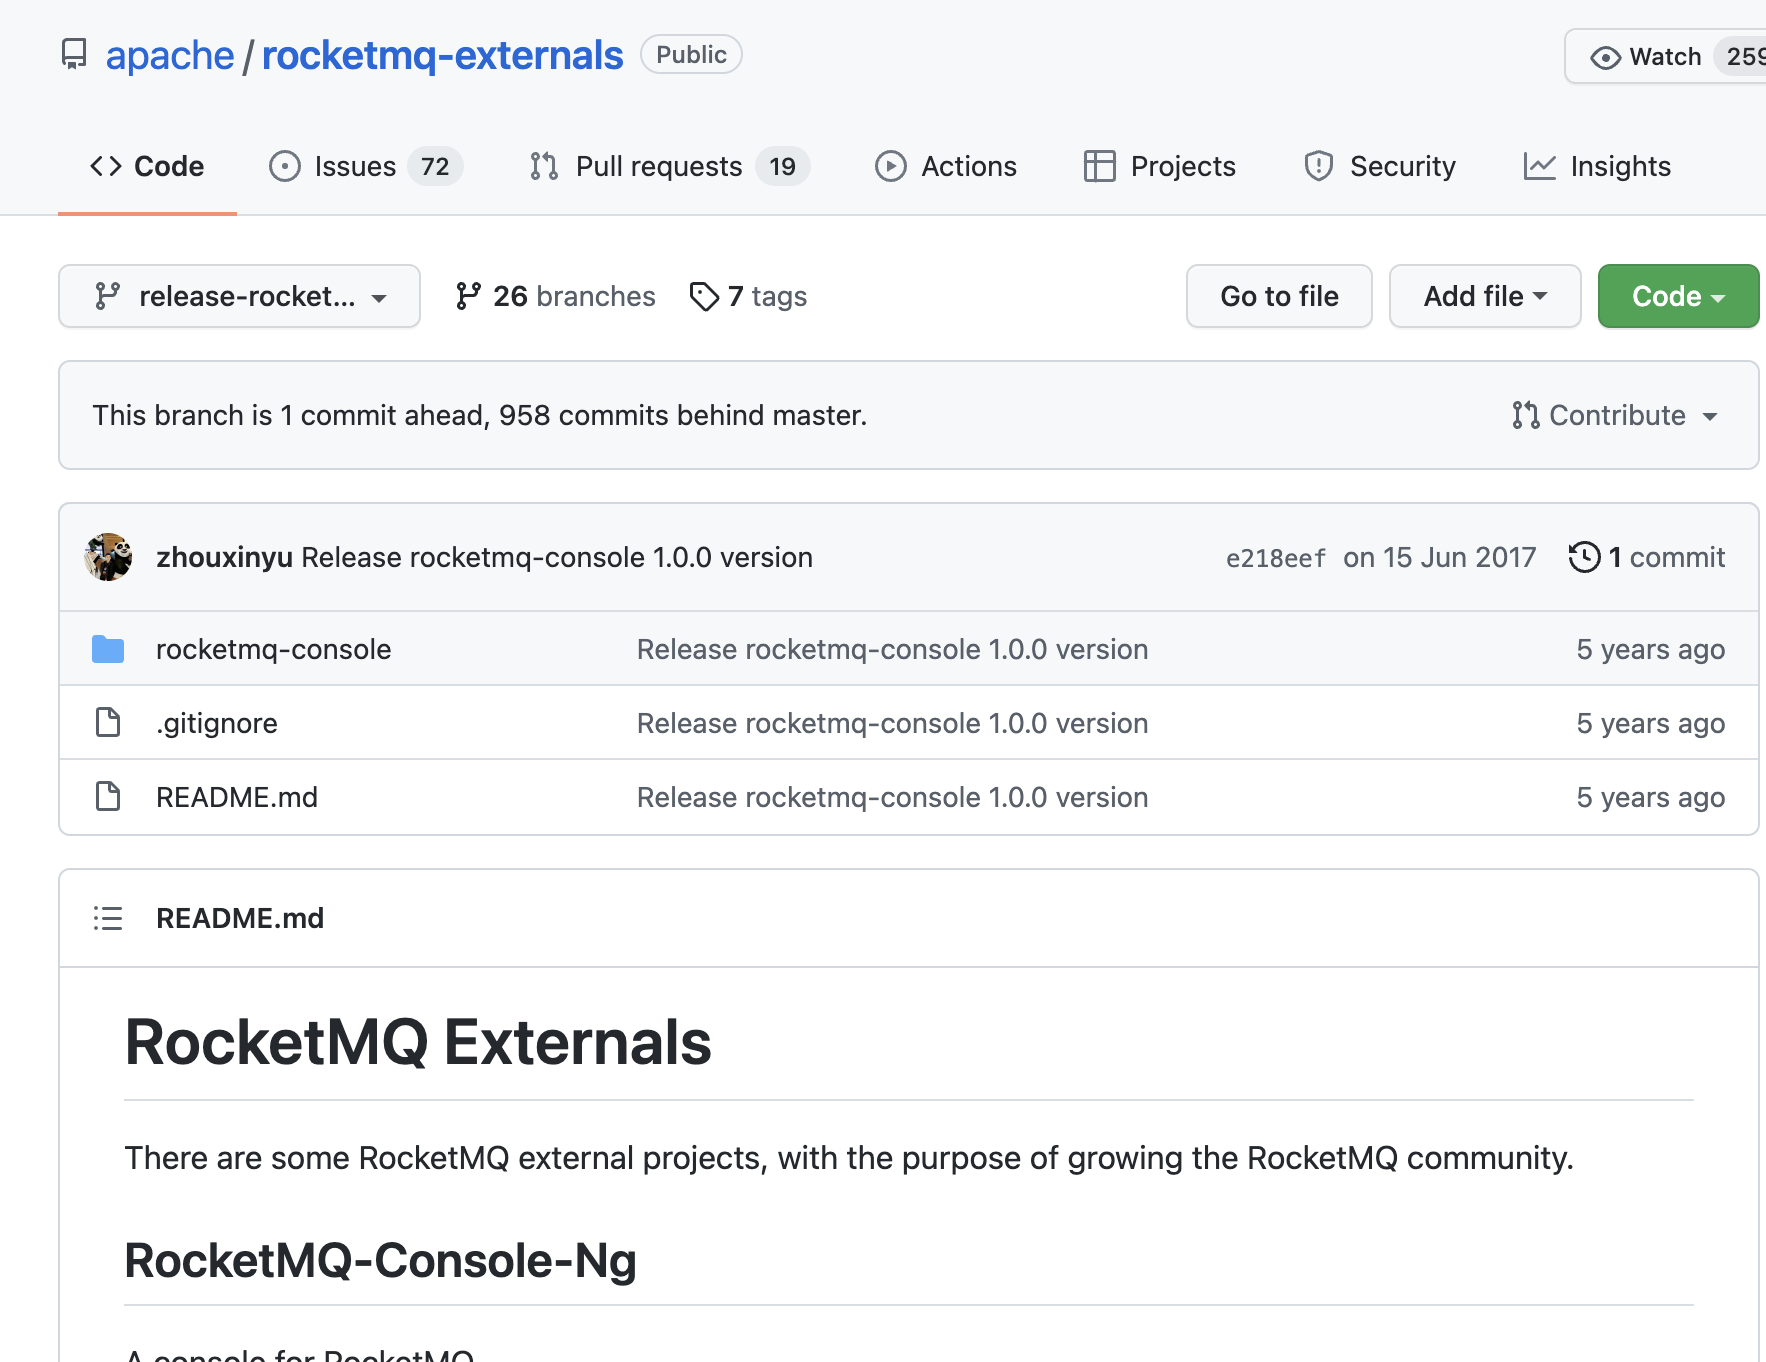 apache / rocketmq-externals Public Watch 259
Code Issues 72 Pull requests 19 Actions Projects Security Insights
release-rocket... 26 branches 7 tags Go to file Add file Code
This branch is 1 commit ahead, 958 commits behind master. Contribute
zhouxinyu Release rocketmq-console 1.0.0 version e218eef on 15 Jun 2017 1 commit
rocketmq-console Release rocketmq-console 1.0.0 version 5 years ago
.gitignore Release rocketmq-console 1.0.0 version 5 years ago
README.md Release rocketmq-console 1.0.0 version 5 years ago
README.md
RocketMQ Externals
There are some RocketMQ external projects, with the purpose of growing the RocketMQ community.
RocketMQ-Console-Ng
A console for RocketMQ